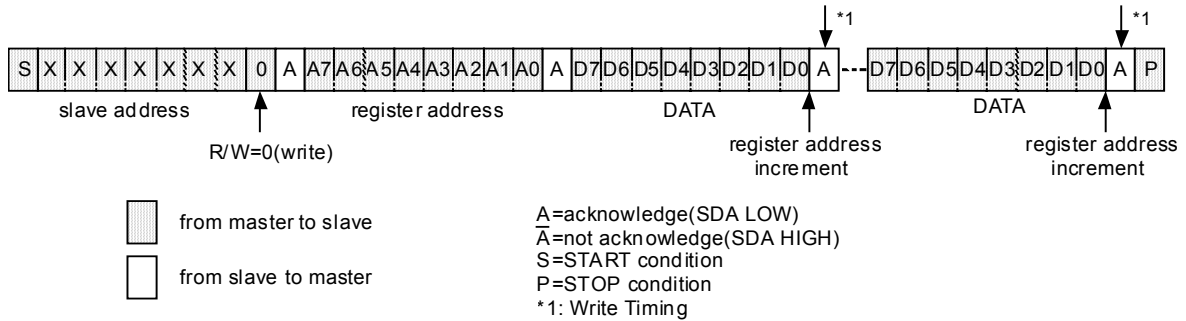 *1 *1
S X X X X X X X 0 A A7 A6 A5 A4 A3 A2 A1 A0 A D7 D6 D5 D4 D3 D2 D1 D0 A D7 D6 D5 D4 D3 D2 D1 D0 A P
slave address register address DATA DATA
R/W=0(write)
register address
increment
register address
increment
from master to slave
from slave to master
A=acknowledge(SDA LOW)
A̅=not acknowledge(SDA HIGH)
S=START condition
P=STOP condition
*1: Write Timing